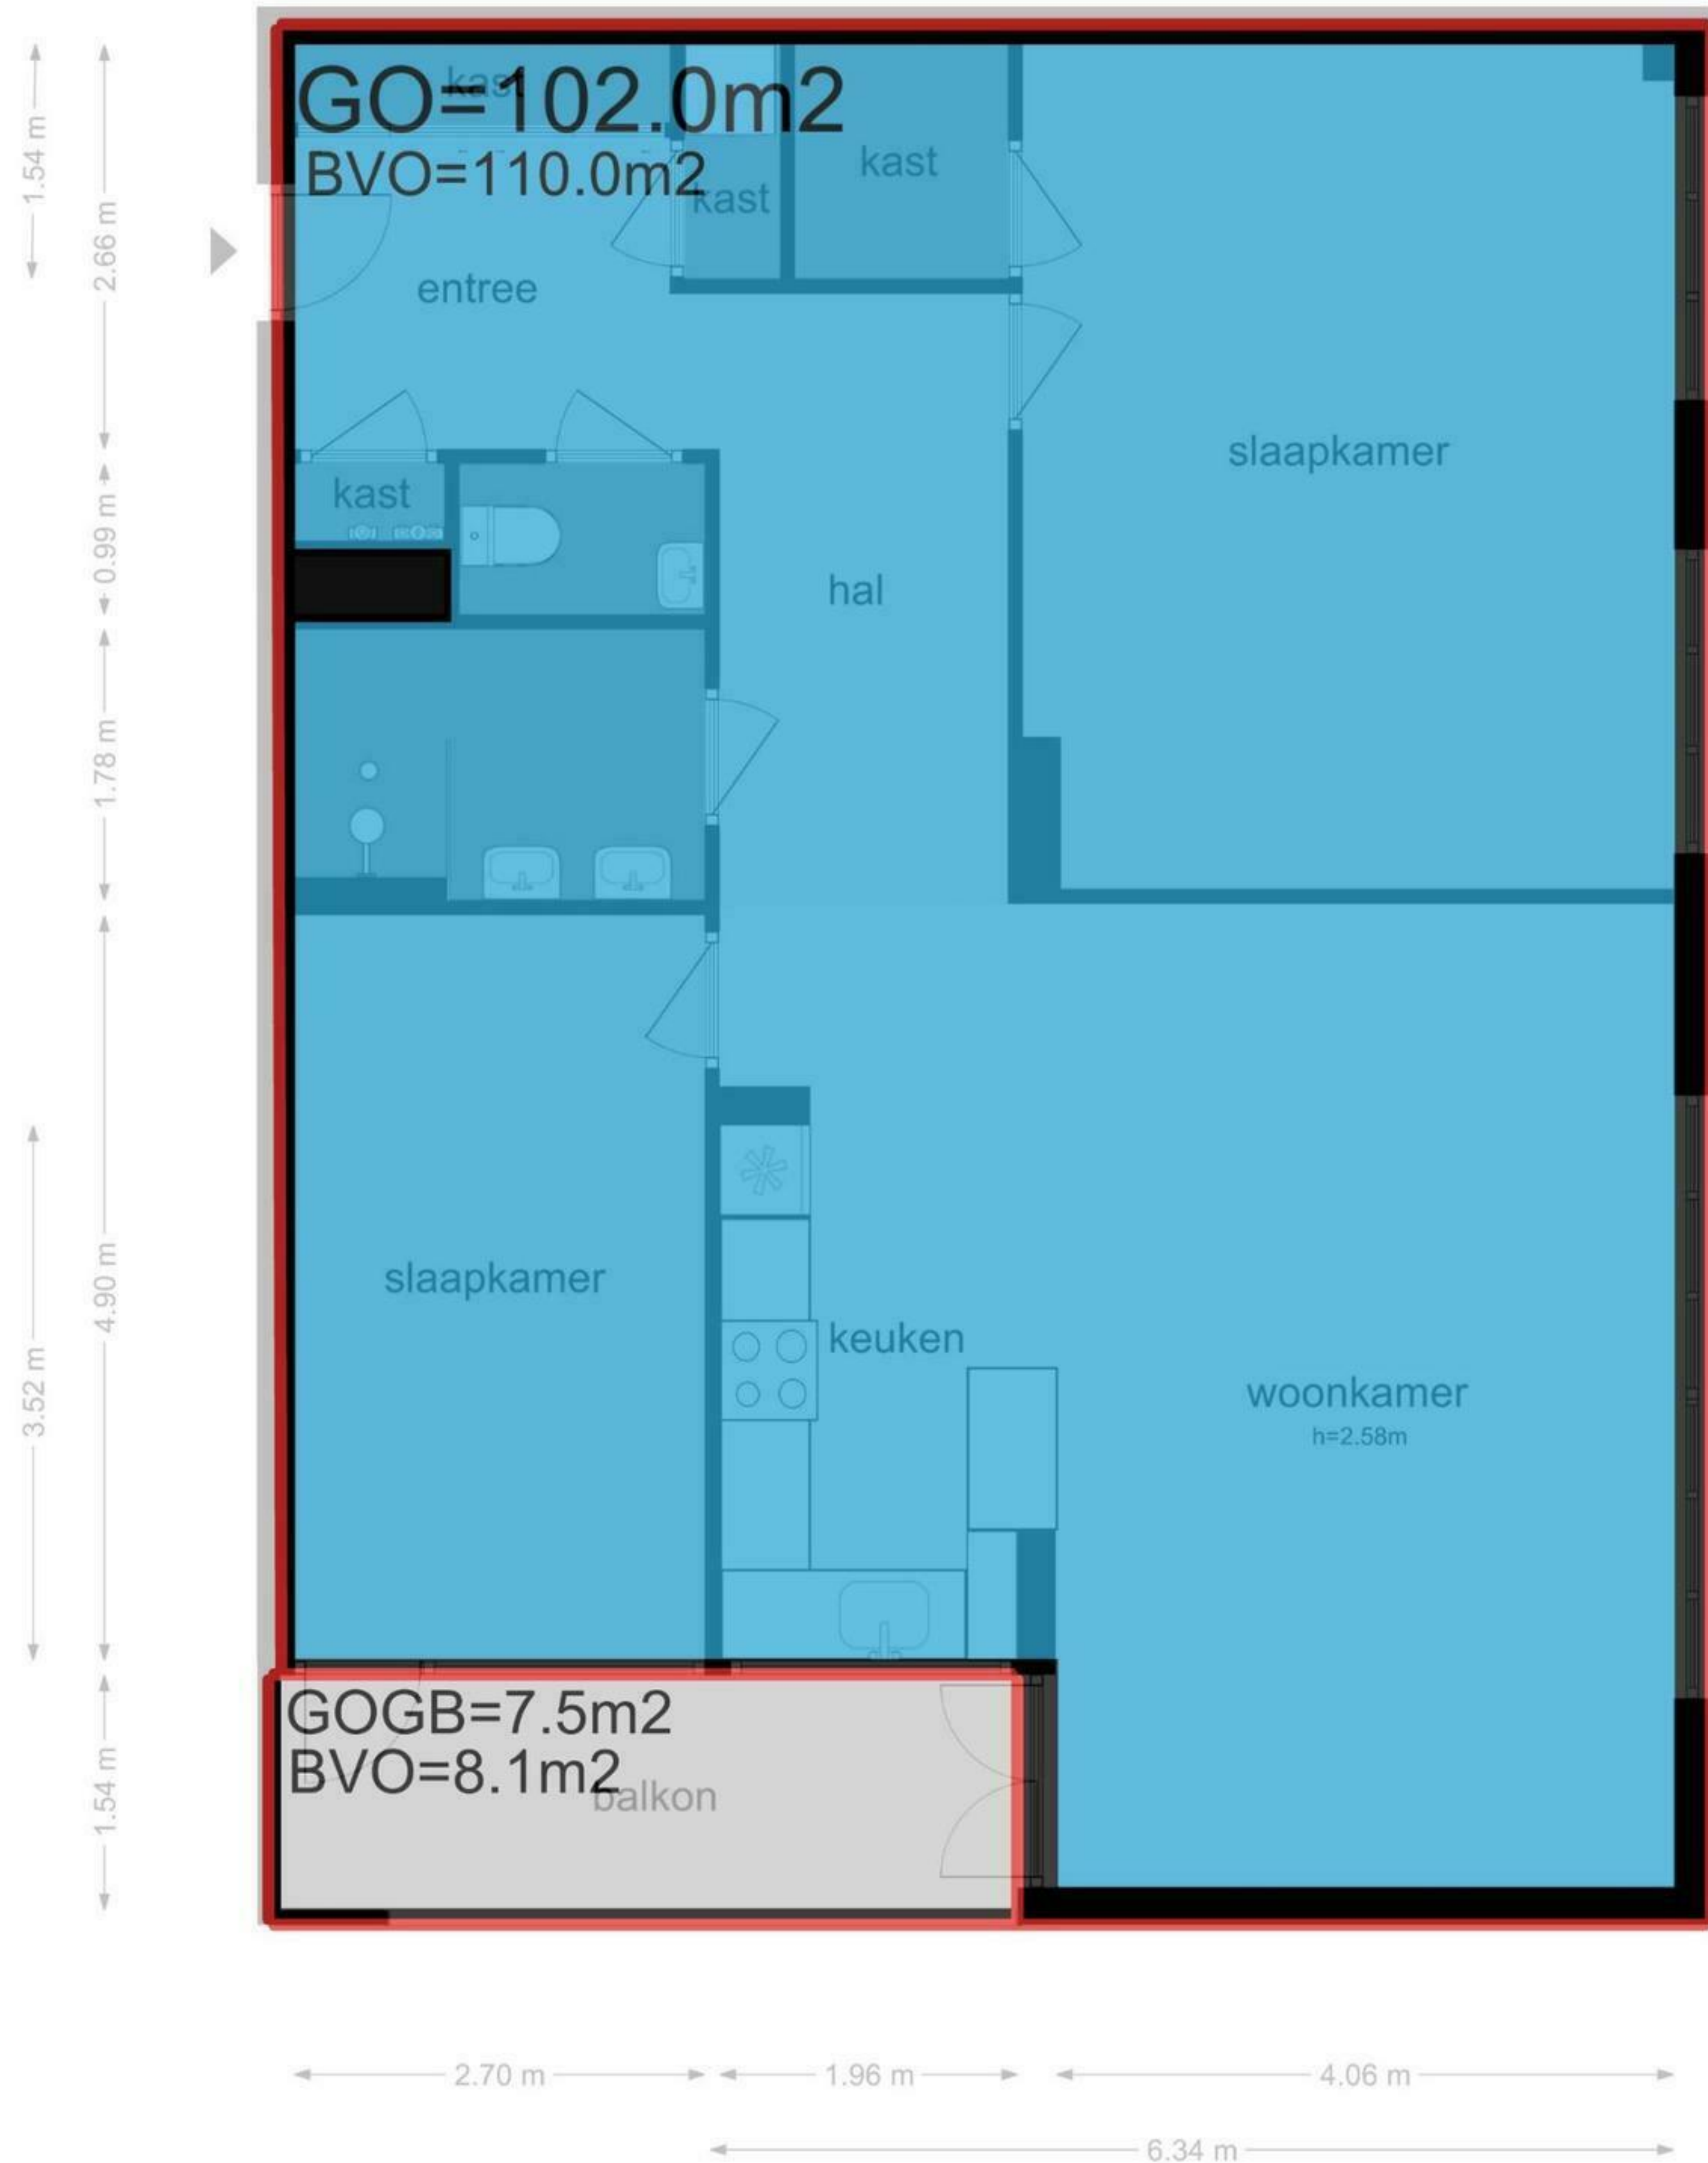 kast
GO=102.0m2
BVO=110.0m2
kast
kast
entree
1.54 m
2.66 m
slaapkamer
kast
0.99 m
hal
1.78 m
slaapkamer
4.90 m
keuken
3.52 m
woonkamer
h=2.58m
GOGB=7.5m2
BVO=8.1m2
balkon
1.54 m
2.70 m
1.96 m
4.06 m
6.34 m